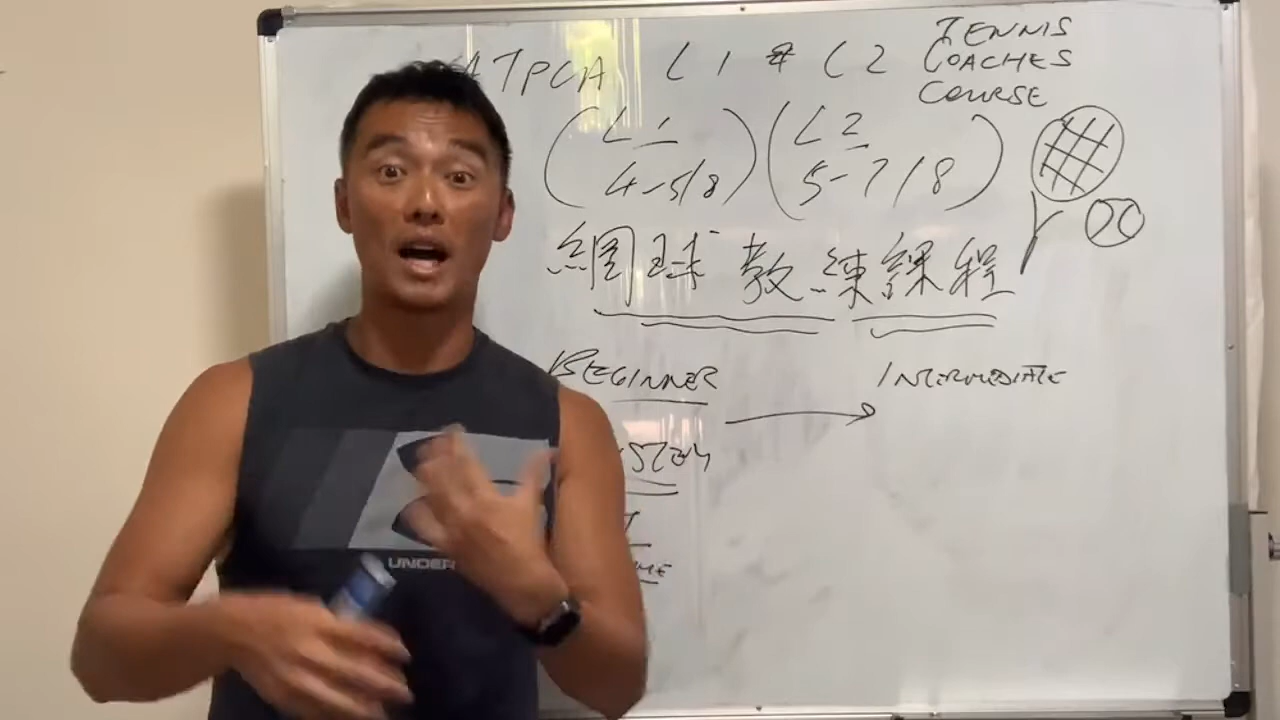 ATPCA L1 & L2 TENNIS
COACHES
COURSE
(L1) (L2)
4-5/8 5-7/8
網球教練課程
BEGINNER → INTERMEDIATE
UNDER